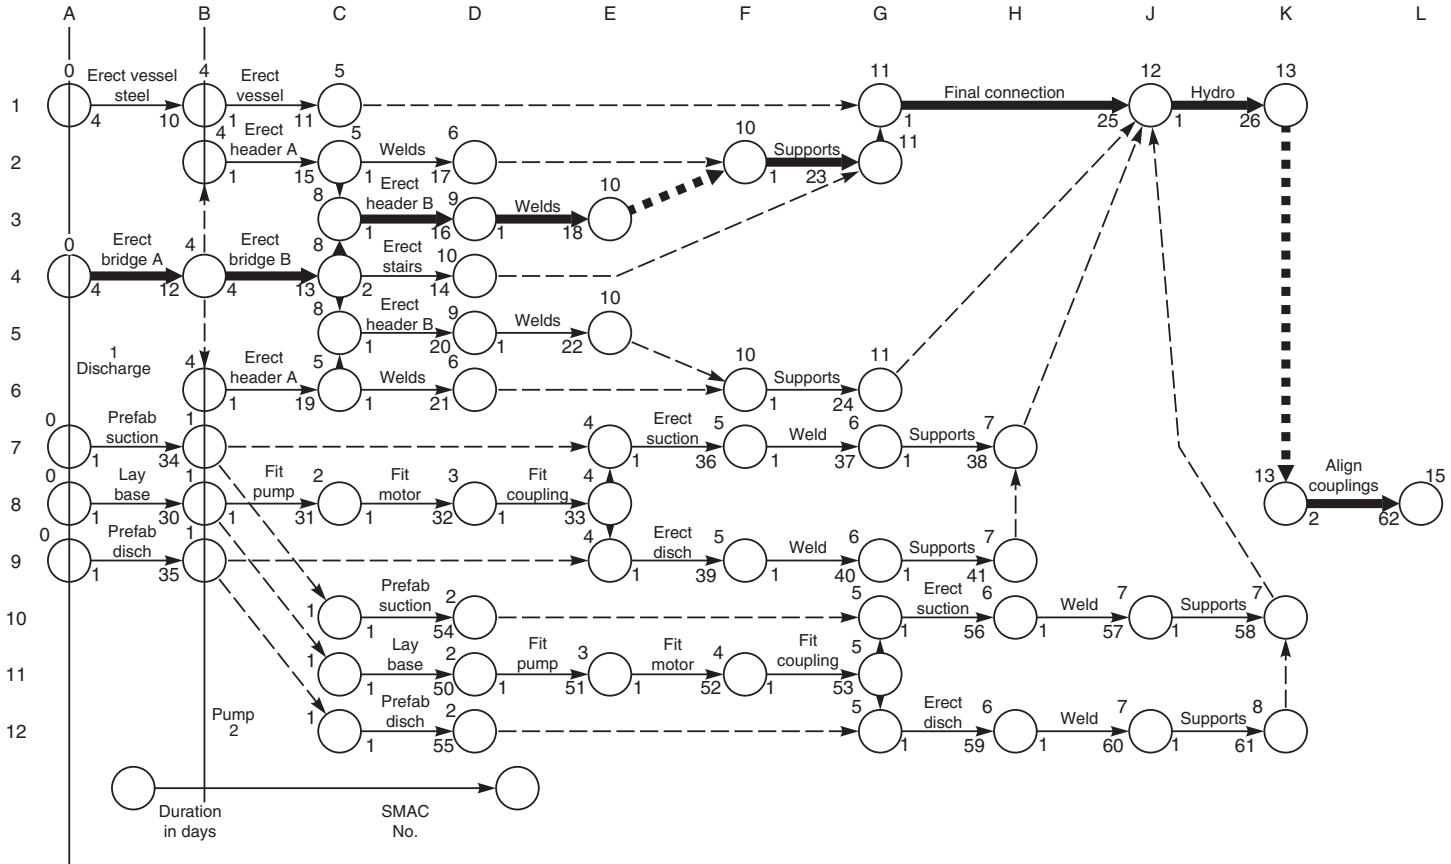 A B C D E F G H J K L
0 4 5 11 12 13
Erect vessel Erect
steel vessel Final connection Hydro
1
4 10 1 11 1 25 1 26
4 Erect 5 6 10 11
header A Welds Supports
2
1 15 1 17 1 23
8 Erect 9 10
header B Welds
3
1 16 1 18
0 Erect 4 Erect 8 Erect 10
bridge A bridge B stairs
4
4 12 4 13 2 14
8 Erect 9 10
header B Welds
5
1 20 1 22
1
Discharge
4 Erect 5 6 10 11
header A Welds Supports
6
1 19 1 21 1 24
0 Prefab 1 4 Erect 5 6 7
suction suction Weld Supports
7
1 34 1 36 1 37 1 38
0 Lay 1 Fit 2 Fit 3 Fit 4 13 Align 15
base pump motor coupling couplings
8
1 30 1 31 1 32 1 33 2 62
0 Prefab 1 4 Erect 5 6 7
disch disch Weld Supports
9
1 35 1 39 1 40 1 41
1 Prefab 2 5 Erect 6 7 7
suction suction Weld Supports
10
1 54 1 56 1 57 1 58
1 Lay 2 Fit 3 Fit 4 Fit 5
base pump motor coupling
11
1 50 1 51 1 52 1 53
1 Prefab 2 5 Erect 6 7 8
disch disch Weld Supports
12
1 55 1 59 1 60 1 61
Pump
2
Duration
in days
SMAC
No.